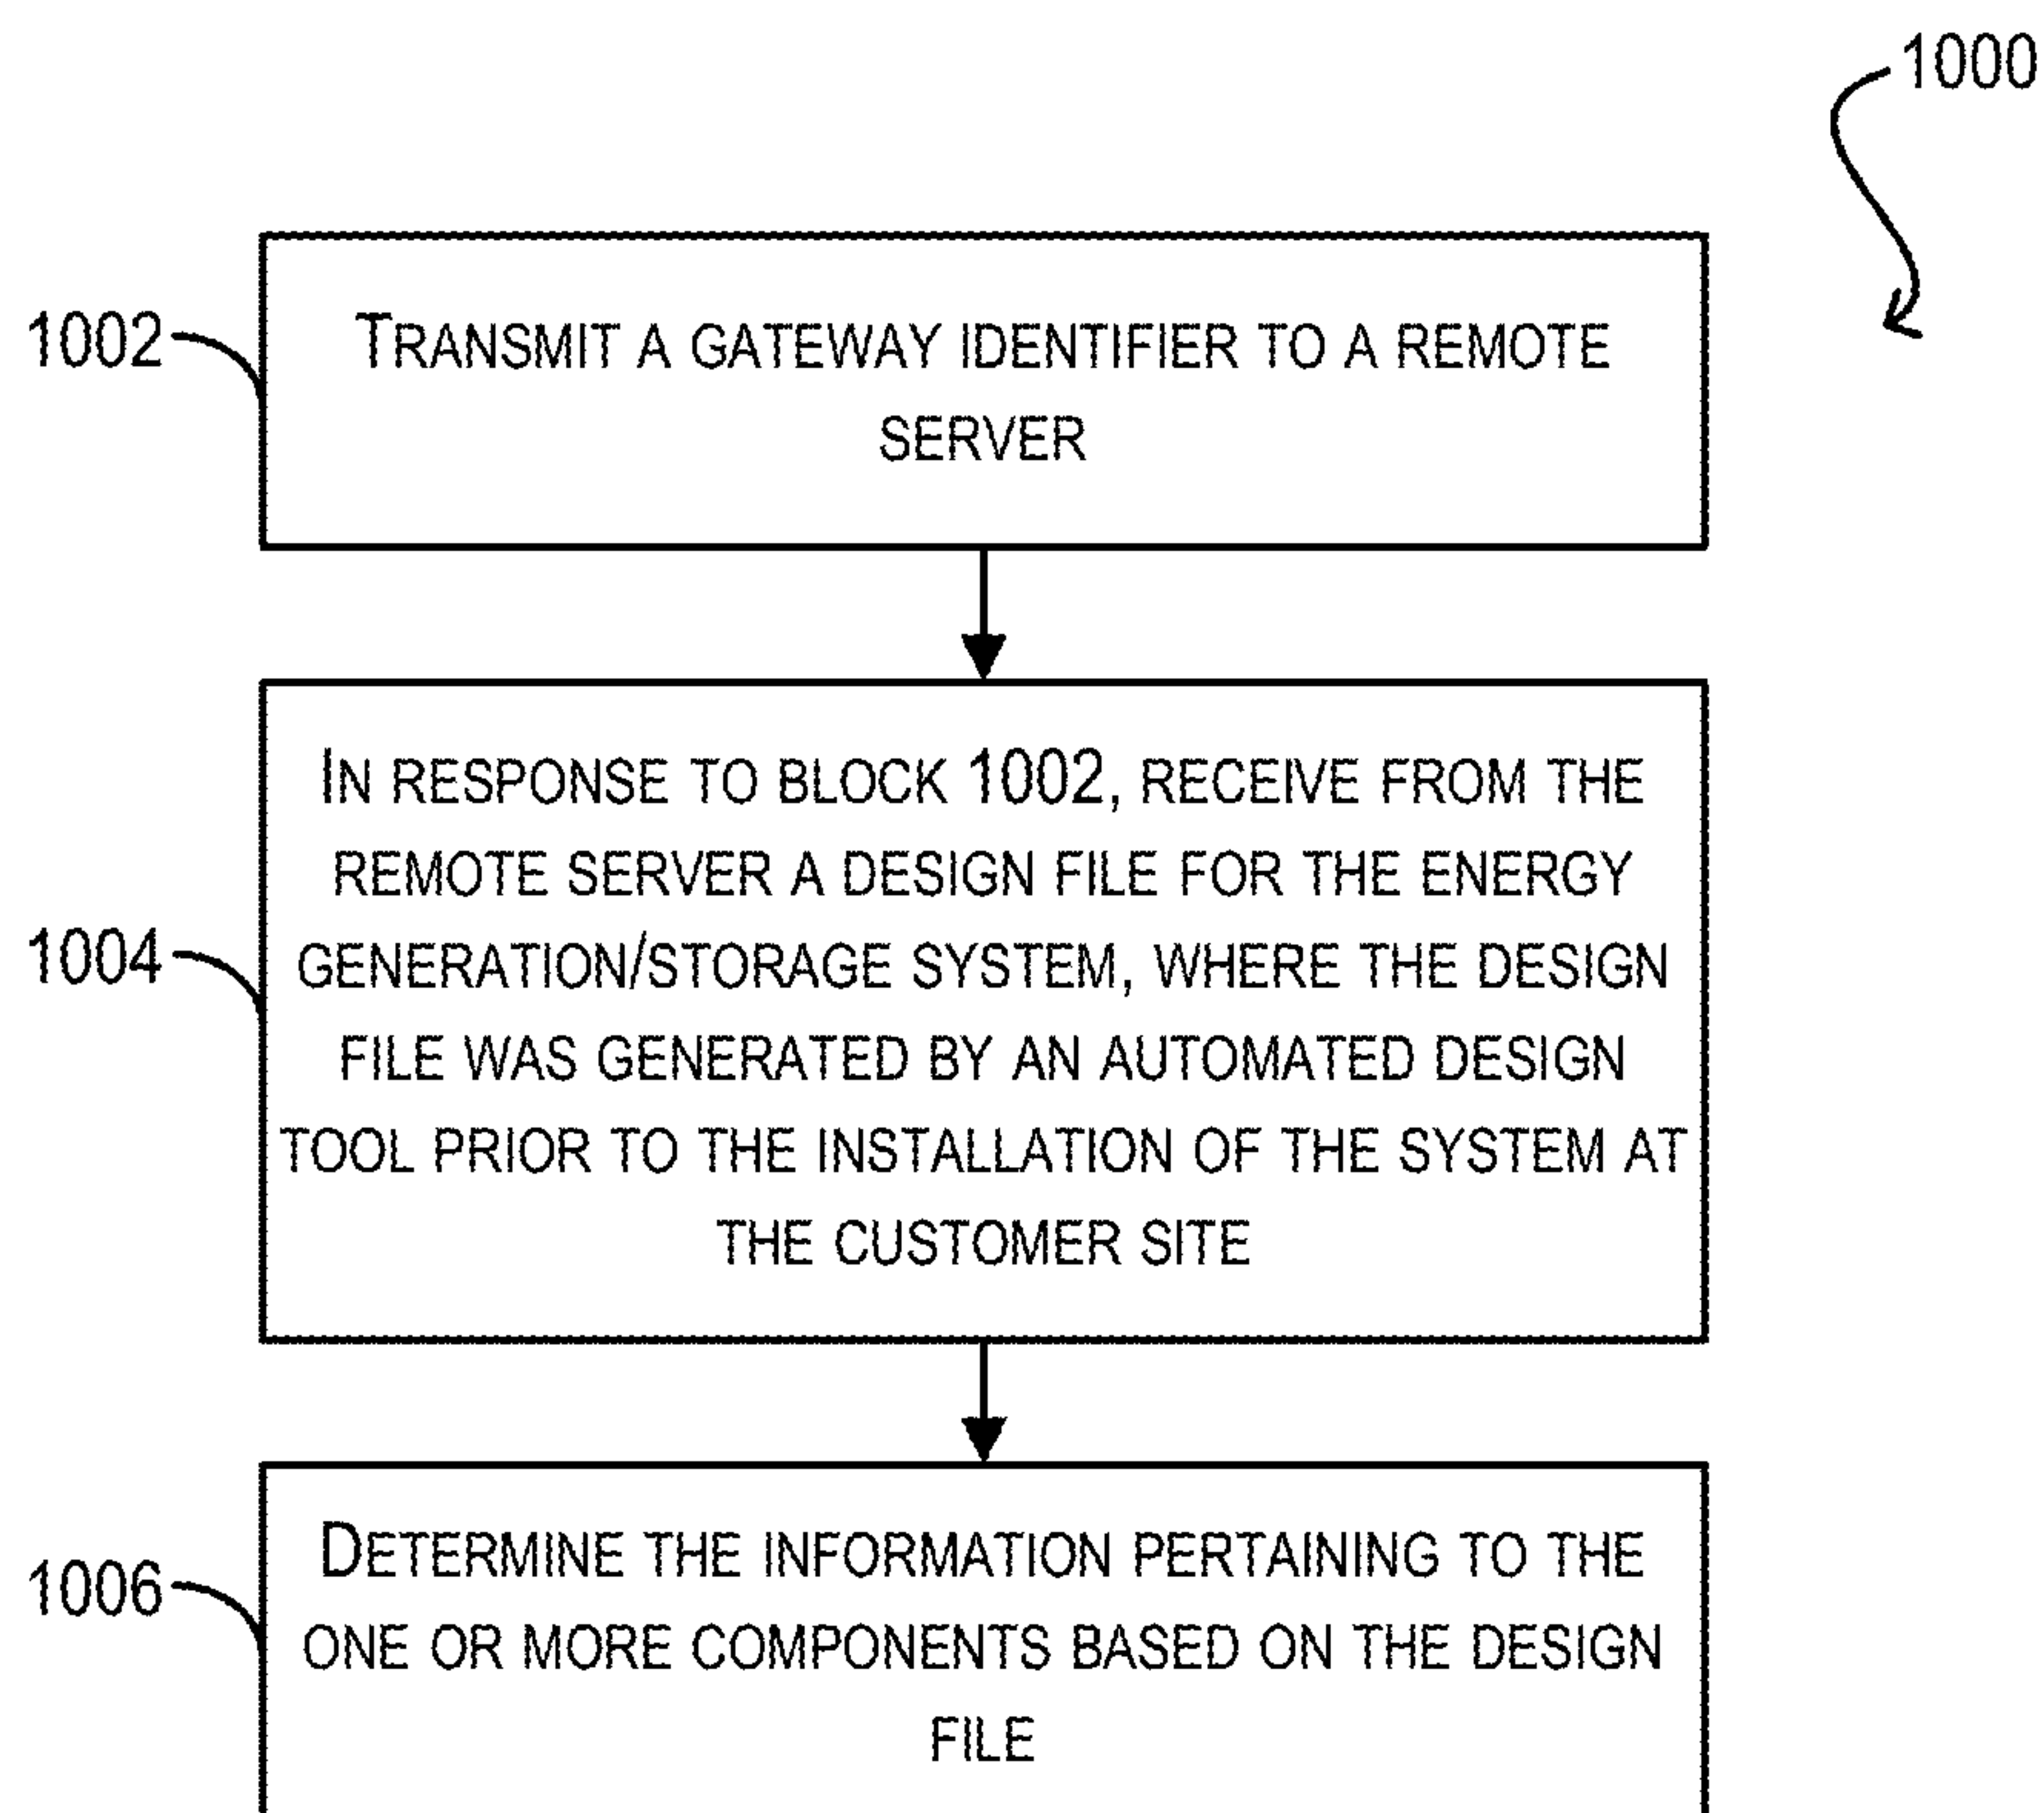 1000
1002
TRANSMIT A GATEWAY IDENTIFIER TO A REMOTE
SERVER
1004
IN RESPONSE TO BLOCK 1002, RECEIVE FROM THE
REMOTE SERVER A DESIGN FILE FOR THE ENERGY
GENERATION/STORAGE SYSTEM, WHERE THE DESIGN
FILE WAS GENERATED BY AN AUTOMATED DESIGN
TOOL PRIOR TO THE INSTALLATION OF THE SYSTEM AT
THE CUSTOMER SITE
1006
DETERMINE THE INFORMATION PERTAINING TO THE
ONE OR MORE COMPONENTS BASED ON THE DESIGN
FILE